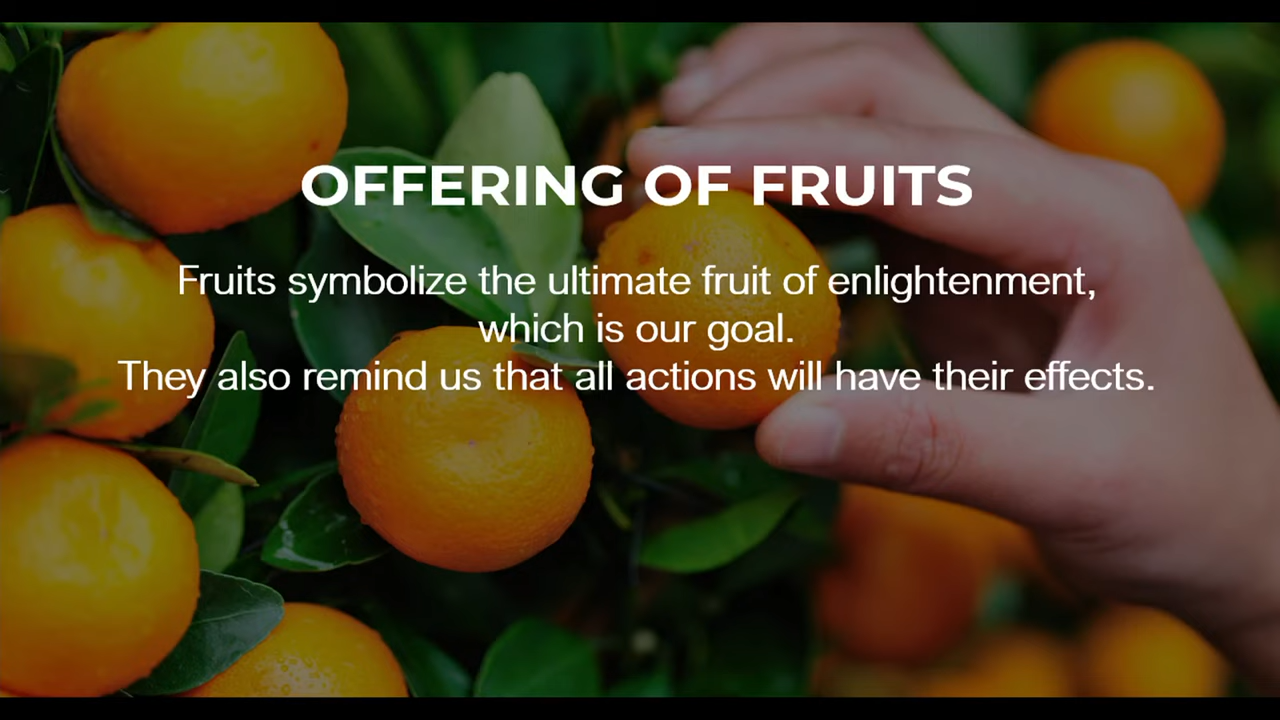 OFFERING OF FRUITS
Fruits symbolize the ultimate fruit of enlightenment,
which is our goal.
They also remind us that all actions will have their effects.